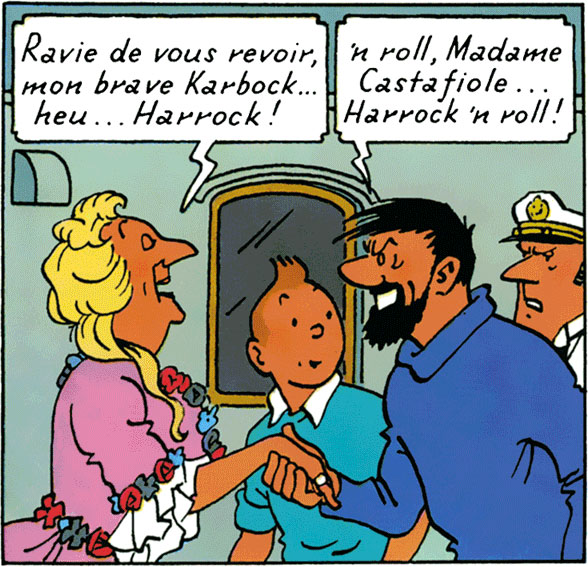 Ravie de vous revoir,
mon brave Karbock...
heu... Harrock !
'n roll, Madame
Castafiole...
Harrock 'n roll !